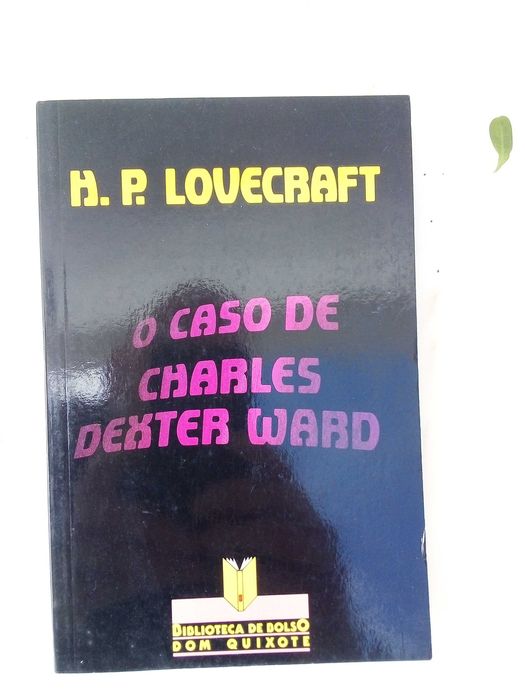 H. P. LOVECRAFT
O CASO DE
CHARLES
DEXTER WARD
BIBLIOTECA DE BOLSO
DOM QUIXOTE